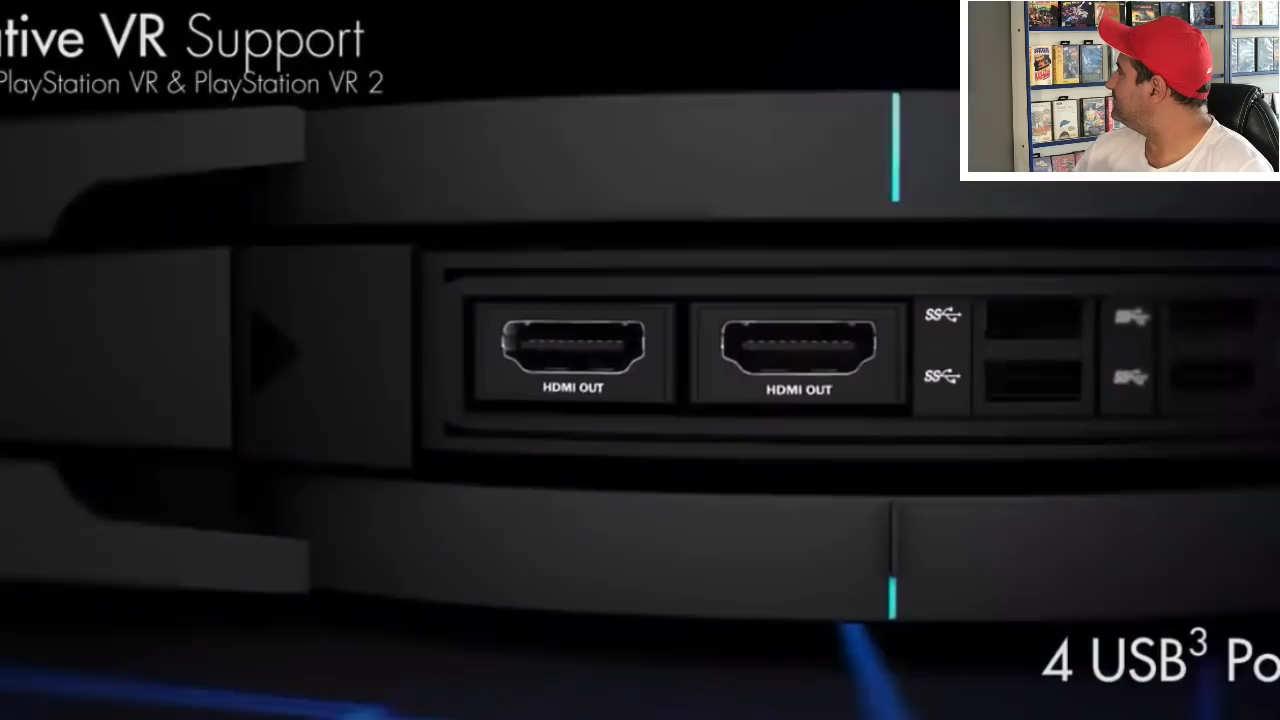 ative VR Support
PlayStation VR & PlayStation VR 2
HDMI OUT
HDMI OUT
4 USB³ Po